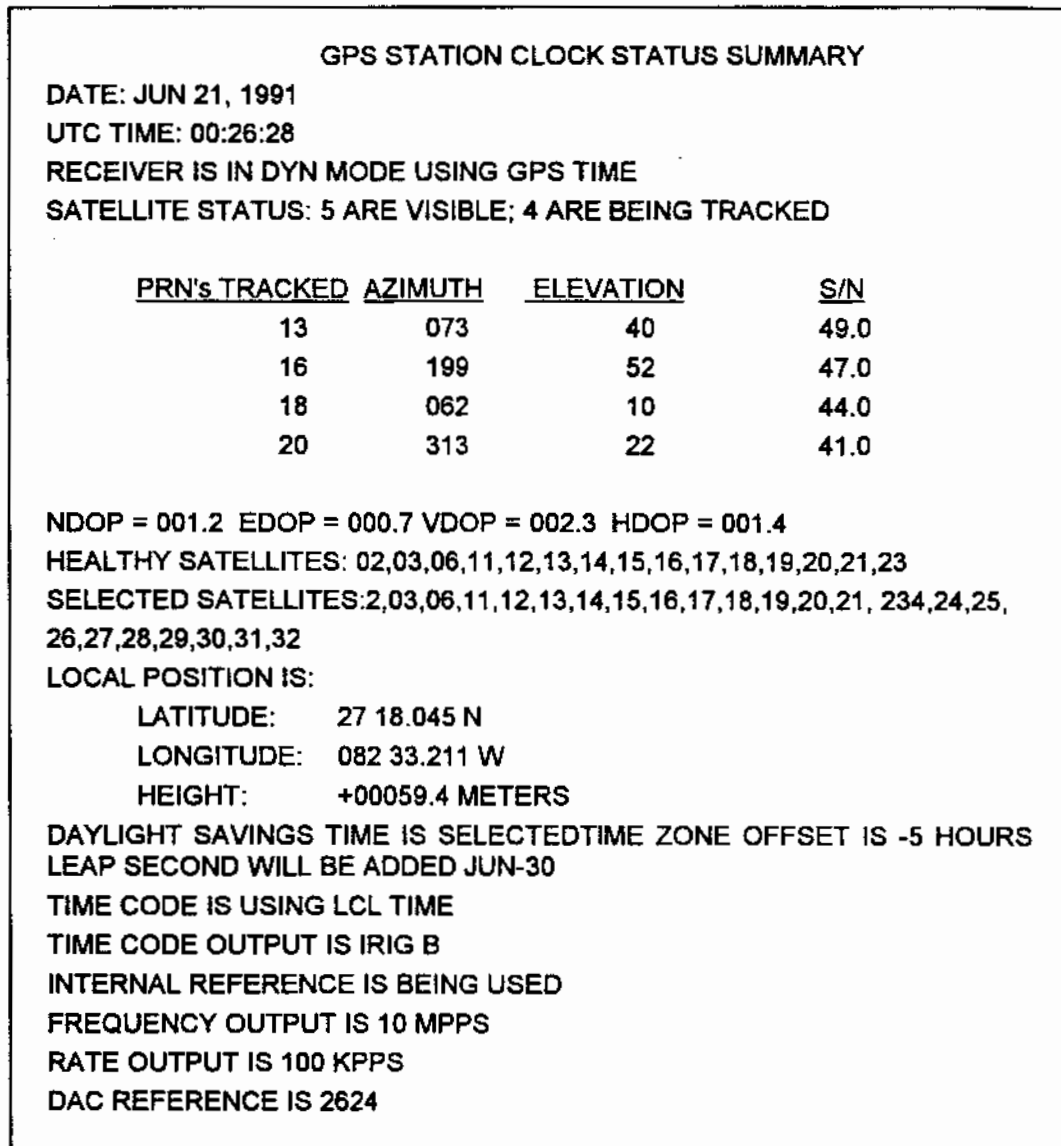 GPS STATION CLOCK STATUS SUMMARY
DATE: JUN 21, 1991
UTC TIME: 00:26:28
RECEIVER IS IN DYN MODE USING GPS TIME
SATELLITE STATUS: 5 ARE VISIBLE; 4 ARE BEING TRACKED
PRN's TRACKED AZIMUTH ELEVATION S/N
13 073 40 49.0
16 199 52 47.0
18 062 10 44.0
20 313 22 41.0
NDOP = 001.2 EDOP = 000.7 VDOP = 002.3 HDOP = 001.4
HEALTHY SATELLITES: 02,03,06,11,12,13,14,15,16,17,18,19,20,21,23
SELECTED SATELLITES:2,03,06,11,12,13,14,15,16,17,18,19,20,21, 234,24,25,
26,27,28,29,30,31,32
LOCAL POSITION IS:
LATITUDE: 27 18.045 N
LONGITUDE: 082 33.211 W
HEIGHT: +00059.4 METERS
DAYLIGHT SAVINGS TIME IS SELECTEDTIME ZONE OFFSET IS -5 HOURS
LEAP SECOND WILL BE ADDED JUN-30
TIME CODE IS USING LCL TIME
TIME CODE OUTPUT IS IRIG B
INTERNAL REFERENCE IS BEING USED
FREQUENCY OUTPUT IS 10 MPPS
RATE OUTPUT IS 100 KPPS
DAC REFERENCE IS 2624